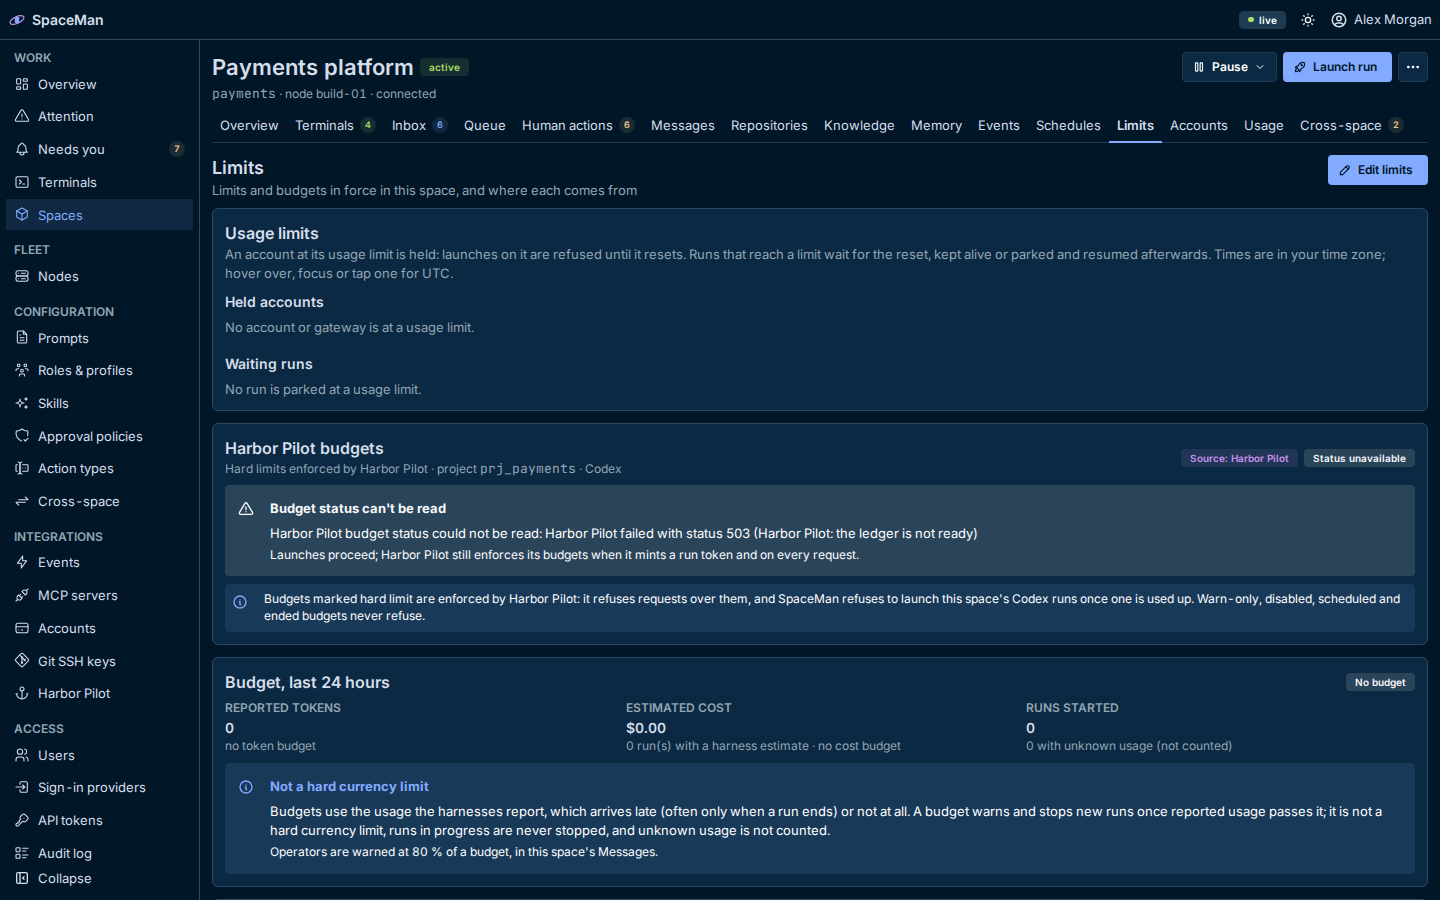 SpaceMan
live
Alex Morgan
WORK
Overview
Attention
Needs you 7
Terminals
Spaces
FLEET
Nodes
CONFIGURATION
Prompts
Roles & profiles
Skills
Approval policies
Action types
Cross-space
INTEGRATIONS
Events
MCP servers
Accounts
Git SSH keys
Harbor Pilot
ACCESS
Users
Sign-in providers
API tokens
Audit log
Collapse
Payments platform active
payments · node build-01 · connected
Pause
Launch run
Overview Terminals 4 Inbox 6 Queue Human actions 6 Messages Repositories Knowledge Memory Events Schedules Limits Accounts Usage Cross-space 2
Limits
Limits and budgets in force in this space, and where each comes from
Edit limits
Usage limits
An account at its usage limit is held: launches on it are refused until it resets. Runs that reach a limit wait for the reset, kept alive or parked and resumed afterwards. Times are in your time zone;
hover over, focus or tap one for UTC.
Held accounts
No account or gateway is at a usage limit.
Waiting runs
No run is parked at a usage limit.
Harbor Pilot budgets
Hard limits enforced by Harbor Pilot · project prj_payments · Codex
Source: Harbor Pilot
Status unavailable
Budget status can't be read
Harbor Pilot budget status could not be read: Harbor Pilot failed with status 503 (Harbor Pilot: the ledger is not ready)
Launches proceed; Harbor Pilot still enforces its budgets when it mints a run token and on every request.
Budgets marked hard limit are enforced by Harbor Pilot: it refuses requests over them, and SpaceMan refuses to launch this space's Codex runs once one is used up. Warn-only, disabled, scheduled and
ended budgets never refuse.
Budget, last 24 hours
No budget
REPORTED TOKENS
0
no token budget
ESTIMATED COST
$0.00
0 run(s) with a harness estimate · no cost budget
RUNS STARTED
0
0 with unknown usage (not counted)
Not a hard currency limit
Budgets use the usage the harnesses report, which arrives late (often only when a run ends) or not at all. A budget warns and stops new runs once reported usage passes it; it is not a
hard currency limit, runs in progress are never stopped, and unknown usage is not counted.
Operators are warned at 80 % of a budget, in this space's Messages.